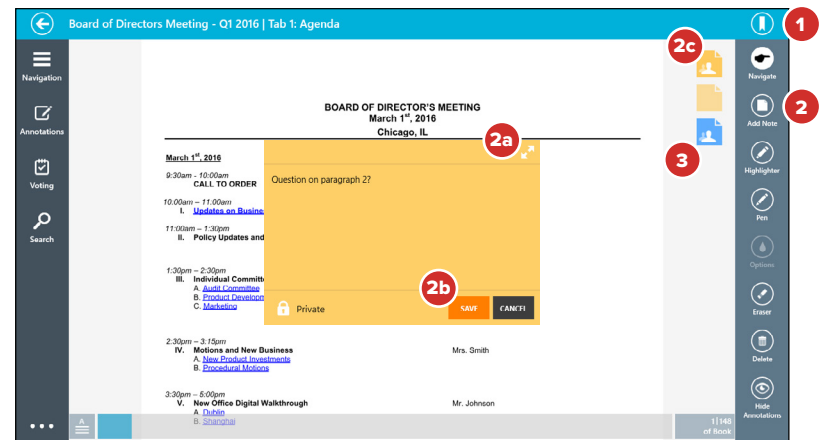 Board of Directors Meeting - Q1 2016 | Tab 1: Agenda
1
2c
Navigation
Navigate
BOARD OF DIRECTOR'S MEETING
March 1st, 2016
Chicago, IL
2
Add Note
Annotations
2a
3
March 1st, 2016
9:30am - 10:00am
CALL TO ORDER
Question on paragraph 2?
Highlighter
Voting
10:00am – 11:00am
I. Updates on Busine
Pen
11:00am – 1:30pm
II. Policy Updates and
Search
Options
1:30pm – 2:30pm
III. Individual Committ
A. Audit Committee
B. Product Developm
C. Marketing
2b
Private
SAVE
CANCEL
Eraser
2:30pm – 3:15pm
IV. Motions and New Business Mrs. Smith
A. New Product Investments
B. Procedural Motions
Delete
3:30pm – 5:00pm
V. New Office Digital Walkthrough Mr. Johnson
A. Dublin
B. Shanghai
Hide
Annotations
A
1|148
of Book